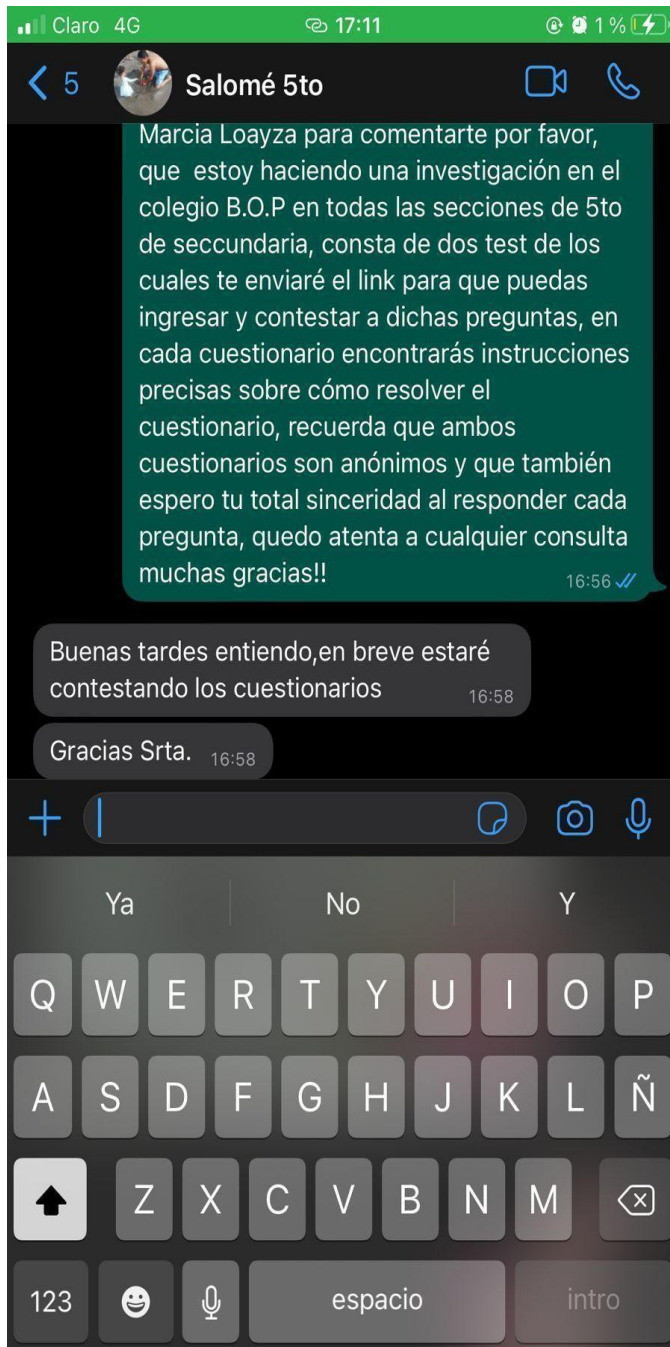 Claro 4G 17:11 1 %
5 Salomé 5to
Marcia Loayza para comentarte por favor,
que estoy haciendo una investigación en el
colegio B.O.P en todas las secciones de 5to
de seccundaria, consta de dos test de los
cuales te enviaré el link para que puedas
ingresar y contestar a dichas preguntas, en
cada cuestionario encontrarás instrucciones
precisas sobre cómo resolver el
cuestionario, recuerda que ambos
cuestionarios son anónimos y que también
espero tu total sinceridad al responder cada
pregunta, quedo atenta a cualquier consulta
muchas gracias!! 16:56
Buenas tardes entiendo,en breve estaré
contestando los cuestionarios 16:58
Gracias Srta. 16:58
Ya No Y
Q W E R T Y U I O P
A S D F G H J K L Ñ
Z X C V B N M
123 espacio intro